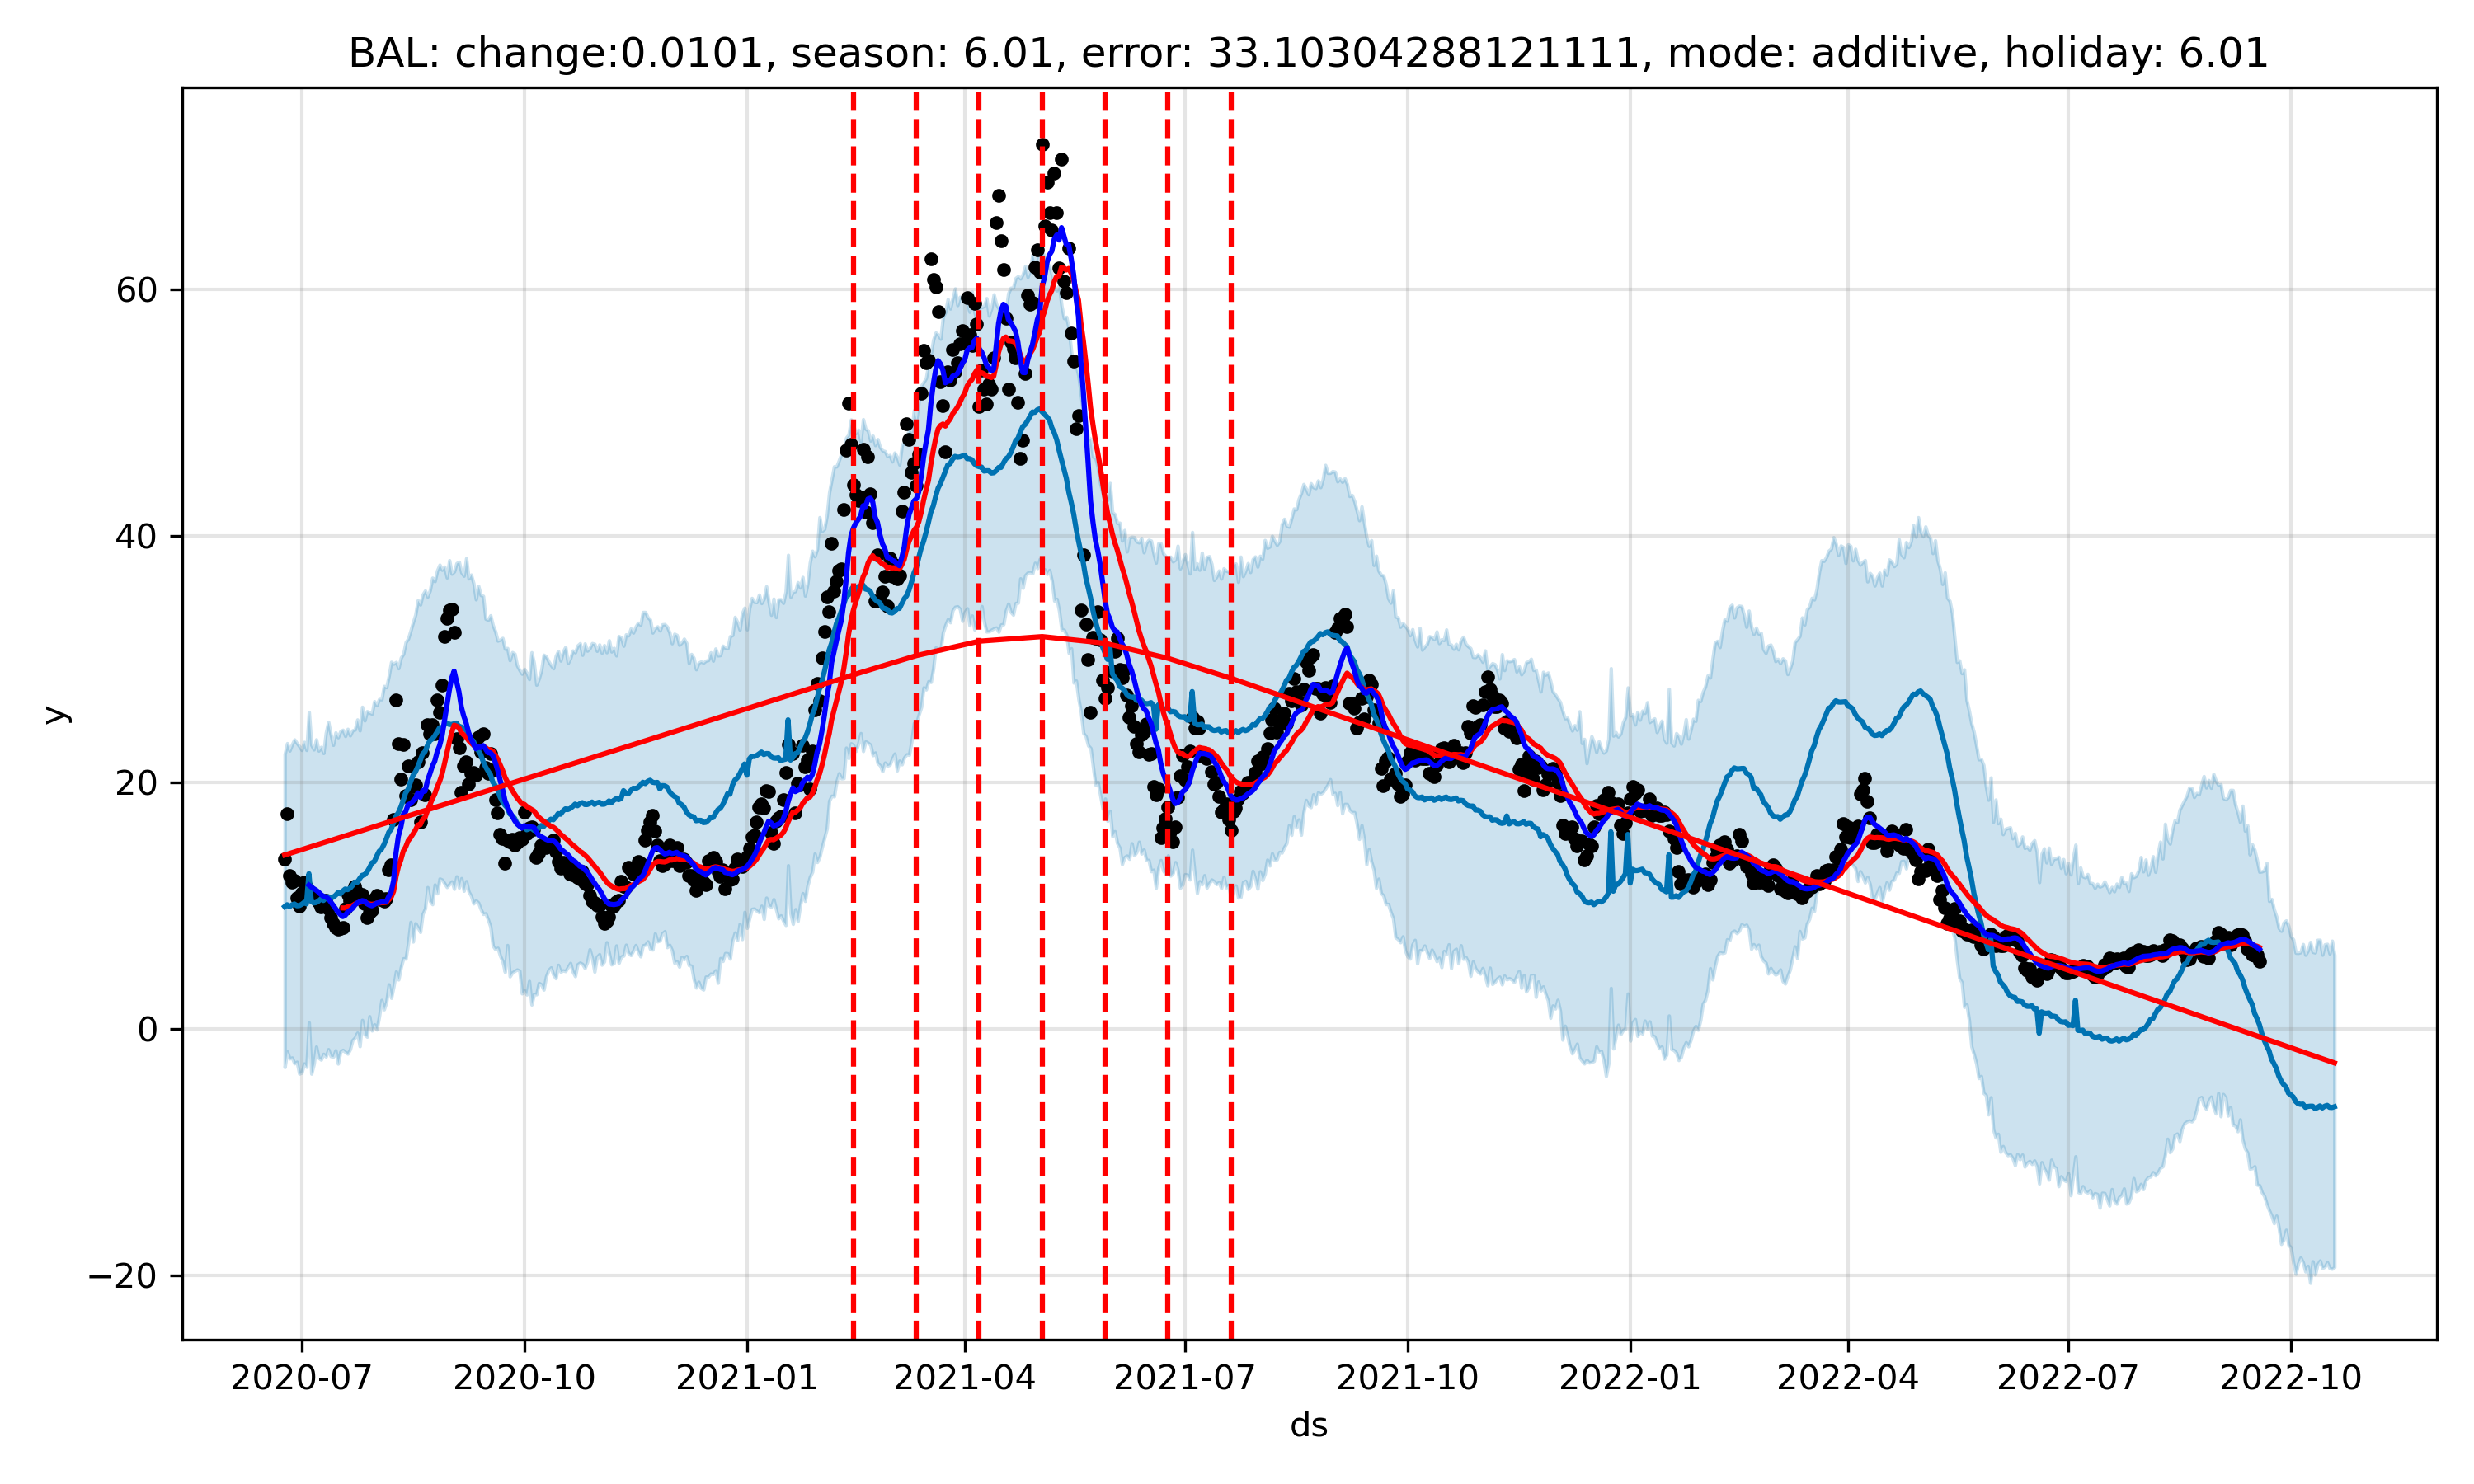 BAL: change:0.0101, season: 6.01, error: 33.10304288121111, mode: additive, holiday: 6.01
60
40
20
0
−20
y
2020-07 2020-10 2021-01 2021-04 2021-07 2021-10 2022-01 2022-04 2022-07 2022-10
ds